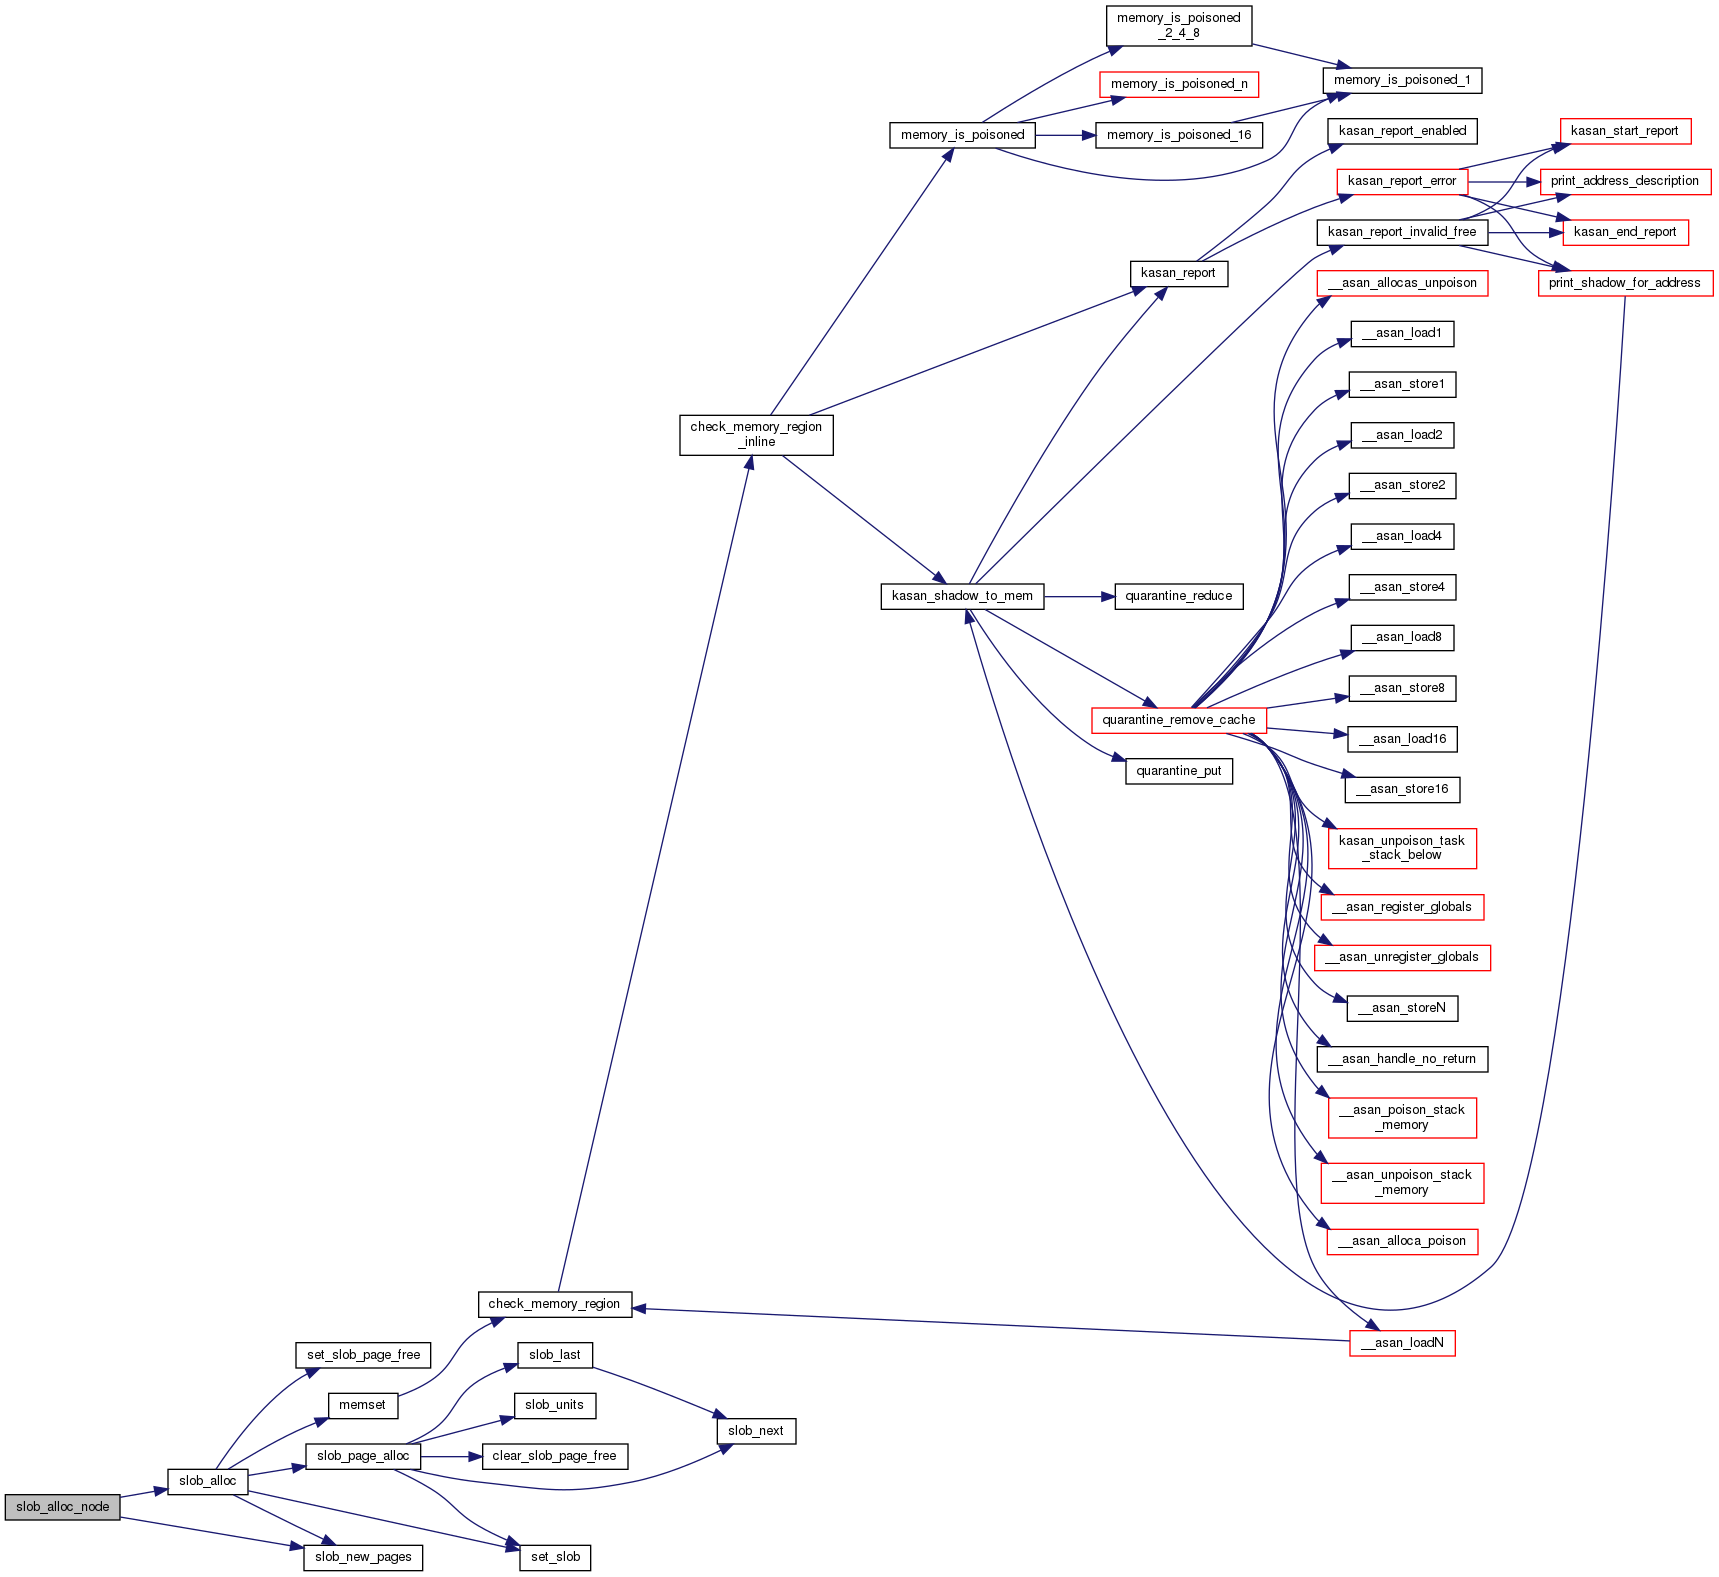 memory_is_poisoned
_2_4_8
memory_is_poisoned_1
memory_is_poisoned_n
memory_is_poisoned
memory_is_poisoned_16
kasan_report_enabled
kasan_start_report
kasan_report_error
print_address_description
kasan_report_invalid_free
kasan_end_report
kasan_report
__asan_allocas_unpoison
print_shadow_for_address
__asan_load1
__asan_store1
check_memory_region
_inline
__asan_load2
__asan_store2
__asan_load4
__asan_store4
kasan_shadow_to_mem
quarantine_reduce
__asan_load8
__asan_store8
quarantine_remove_cache
__asan_load16
quarantine_put
__asan_store16
kasan_unpoison_task
_stack_below
__asan_register_globals
__asan_unregister_globals
__asan_storeN
__asan_handle_no_return
__asan_poison_stack
_memory
__asan_unpoison_stack
_memory
__asan_alloca_poison
check_memory_region
__asan_loadN
set_slob_page_free
slob_last
memset
slob_units
slob_next
slob_page_alloc
clear_slob_page_free
slob_alloc
slob_alloc_node
slob_new_pages
set_slob